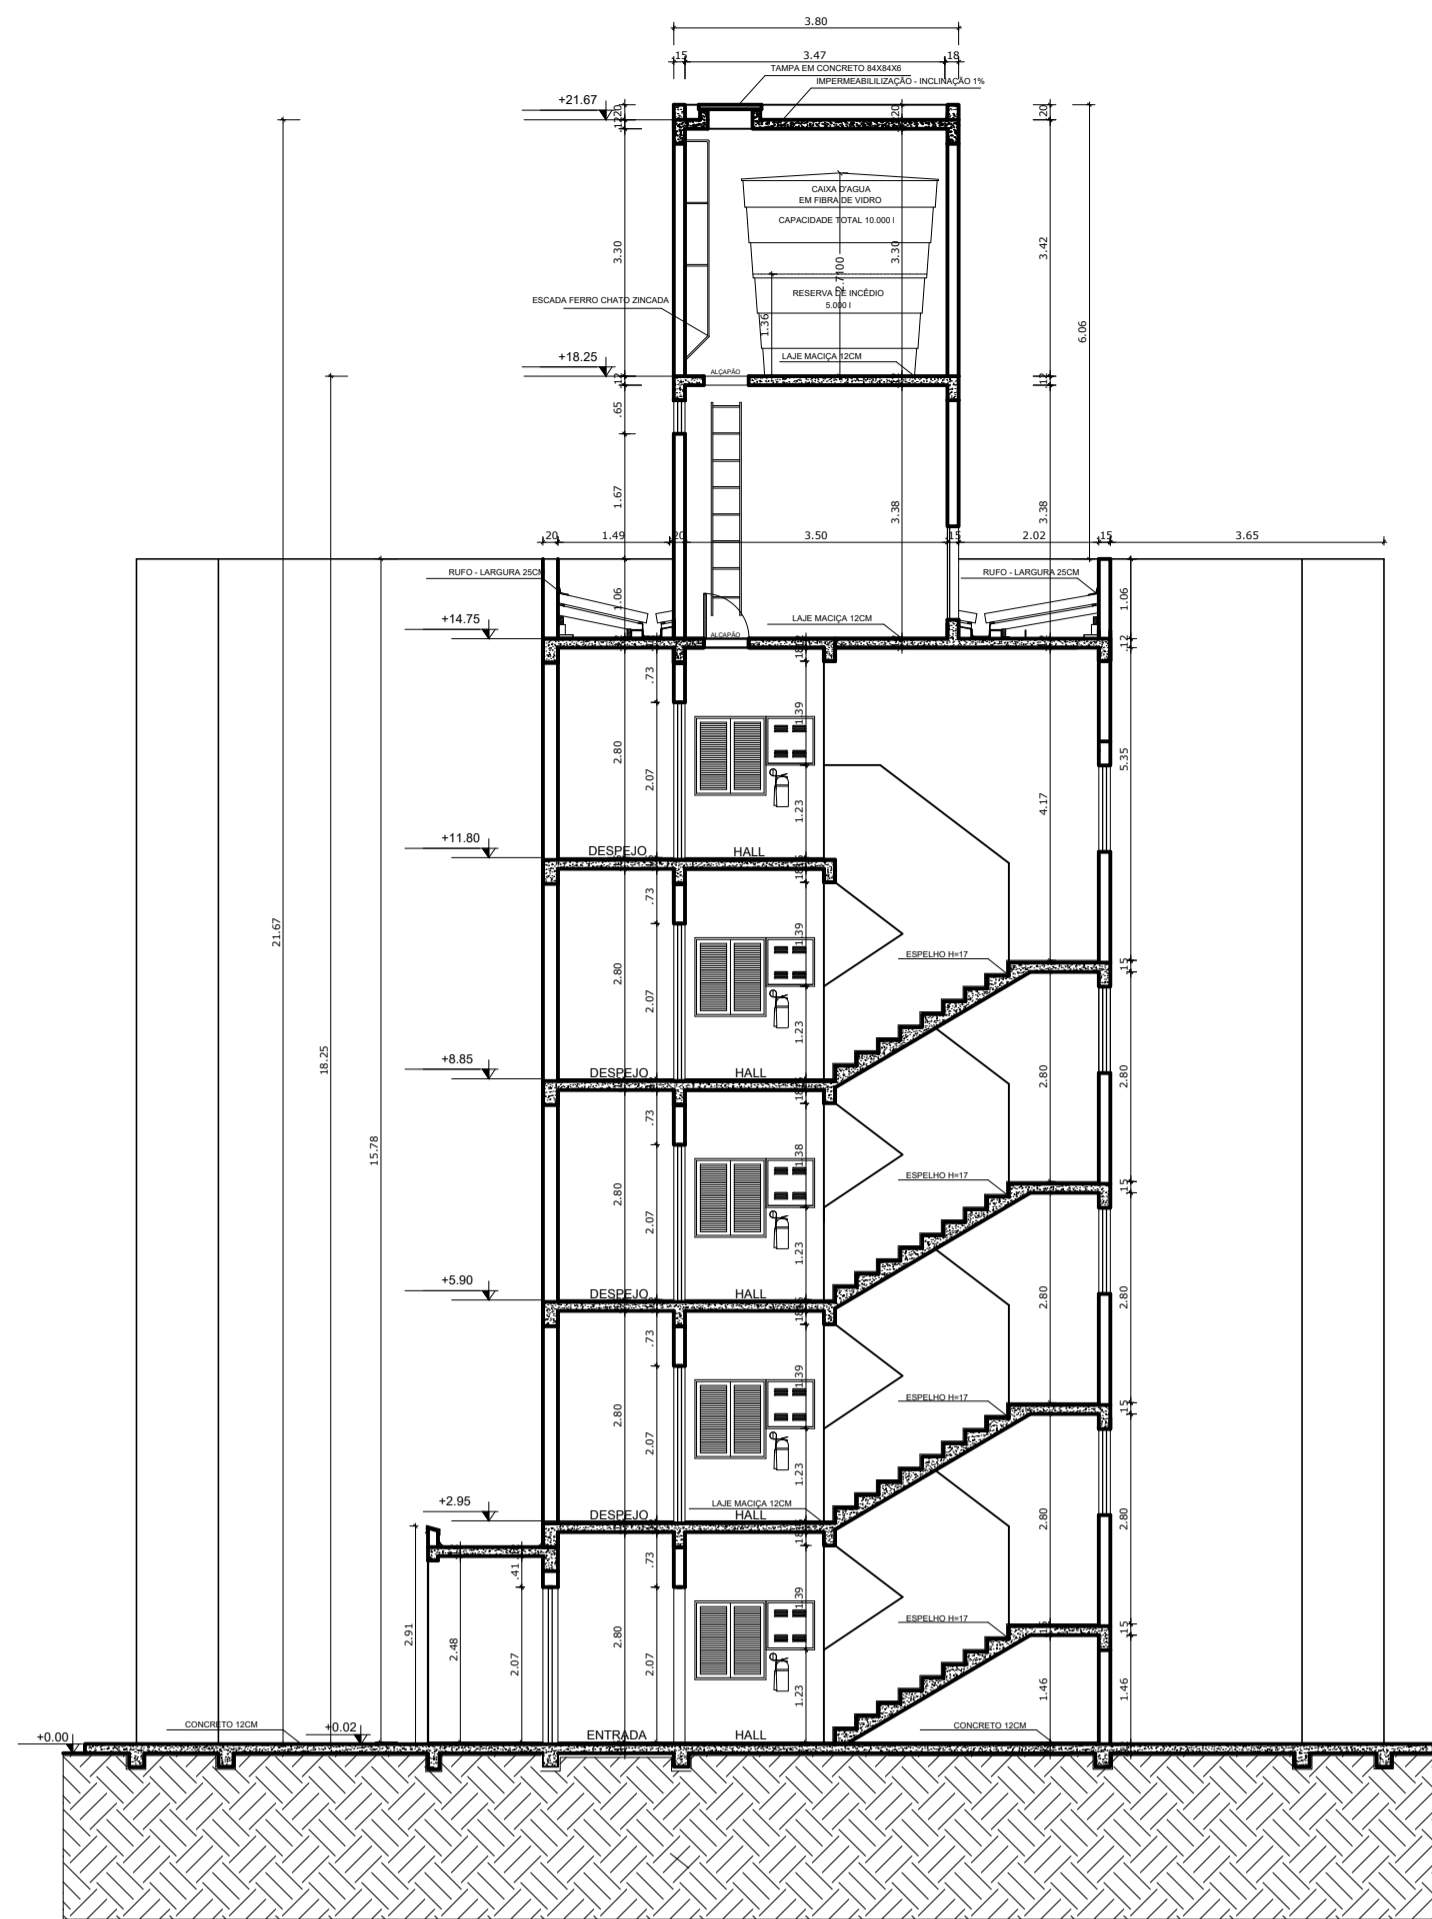 3.80
15 3.47 18
TAMPA EM CONCRETO 84X84X6
IMPERMEABILILIZAÇÃO - INCLINAÇÃO 1%
+21.67
20
12
20
20
CAIXA D'AGUA
EM FIBRA DE VIDRO
CAPACIDADE TOTAL 10.000 l
3.30
3.30
3.42
2.7100
RESERVA DE INCÊDIO
5.000 l
ESCADA FERRO CHATO ZINCADA
1.36
6.06
LAJE MACIÇA 12CM
+18.25
ALÇAPÃO
12
12
.65
1.67
3.38
3.38
20 1.49 20 3.50 15 2.02 15 3.65
RUFO - LARGURA 25CM
RUFO - LARGURA 25CM
1.06
1.06
+14.75
LAJE MACIÇA 12CM
ALÇAPÃO
.12
.73
1.39
2.80
2.07
1.23
4.17
5.35
+11.80
DESPEJO HALL
21.67
.73
1.39
ESPELHO H=17
15
2.80
2.07
1.23
+8.85
DESPEJO HALL
18.25
2.80
2.80
.73
1.38
ESPELHO H=17
15
15.78
2.80
2.07
1.23
+5.90
DESPEJO HALL
2.80
2.80
.73
1.39
ESPELHO H=17
15
2.80
2.07
1.23
+2.95
LAJE MACIÇA 12CM
DESPEJO HALL
2.80
2.80
.41
.73
1.39
ESPELHO H=17
15
2.91
2.48
2.07
2.80
2.07
1.23
1.46
1.46
+0.00
CONCRETO 12CM
+0.02
ENTRADA HALL
CONCRETO 12CM